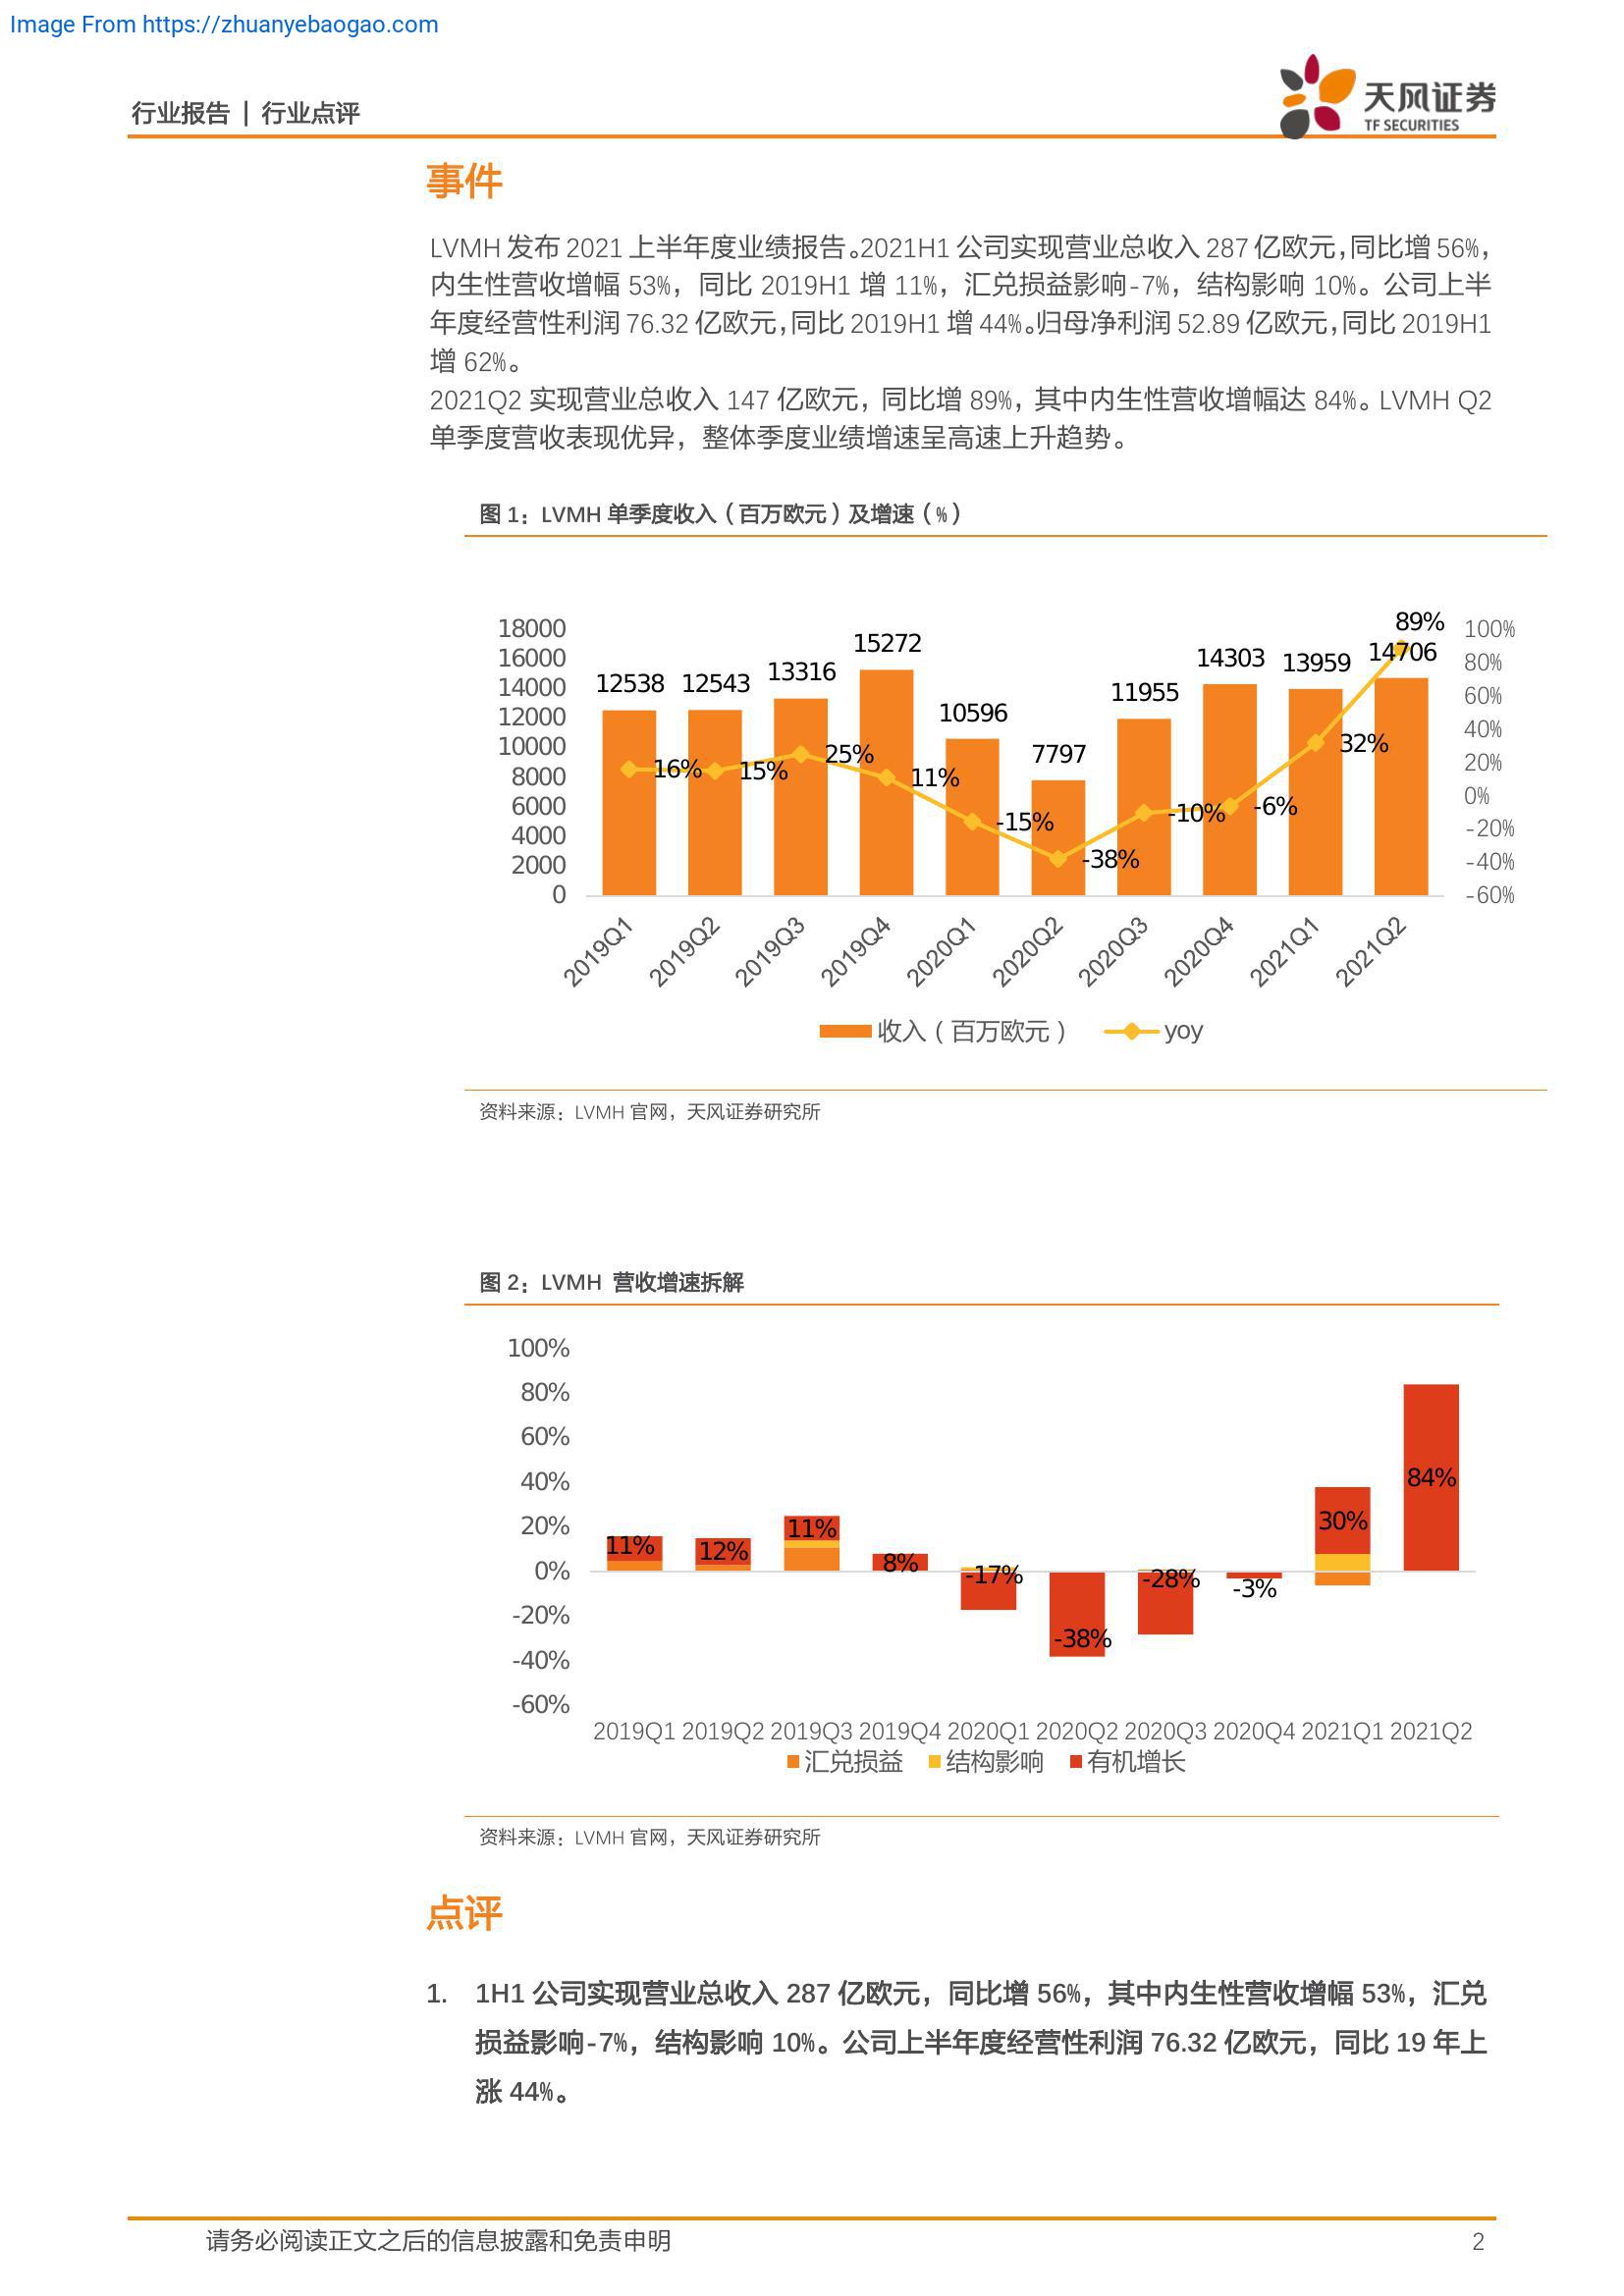 Image From https://zhuanyebaogao.com
行业报告 | 行业点评
天风证券
TF SECURITIES
事件
LVMH 发布 2021 上半年度业绩报告。2021H1 公司实现营业总收入 287 亿欧元，同比增 56%，
内生性营收增幅 53%，同比 2019H1 增 11%，汇兑损益影响-7%，结构影响 10%。公司上半
年度经营性利润 76.32 亿欧元，同比 2019H1 增 44%。归母净利润 52.89 亿欧元，同比 2019H1
增 62%。
2021Q2 实现营业总收入 147 亿欧元，同比增 89%，其中内生性营收增幅达 84%。LVMH Q2
单季度营收表现优异，整体季度业绩增速呈高速上升趋势。
图 1：LVMH 单季度收入（百万欧元）及增速（%）
18000
16000
14000
12000
10000
8000
6000
4000
2000
0
12538 12543 13316 15272 10596 7797 11955 14303 13959 14706
16% 15% 25% 11% -15% -38% -10% -6% 32% 89%
100%
80%
60%
40%
20%
0%
-20%
-40%
-60%
2019Q1 2019Q2 2019Q3 2019Q4 2020Q1 2020Q2 2020Q3 2020Q4 2021Q1 2021Q2
收入（百万欧元） yoy
资料来源：LVMH 官网，天风证券研究所
图 2：LVMH 营收增速拆解
100%
80%
60%
40%
20%
0%
-20%
-40%
-60%
11% 12% 11% 8% -17% -38% -28% -3% 30% 84%
2019Q1 2019Q2 2019Q3 2019Q4 2020Q1 2020Q2 2020Q3 2020Q4 2021Q1 2021Q2
汇兑损益 结构影响 有机增长
资料来源：LVMH 官网，天风证券研究所
点评
1. 1H1 公司实现营业总收入 287 亿欧元，同比增 56%，其中内生性营收增幅 53%，汇兑
损益影响-7%，结构影响 10%。公司上半年度经营性利润 76.32 亿欧元，同比 19 年上
涨 44%。
请务必阅读正文之后的信息披露和免责申明 2